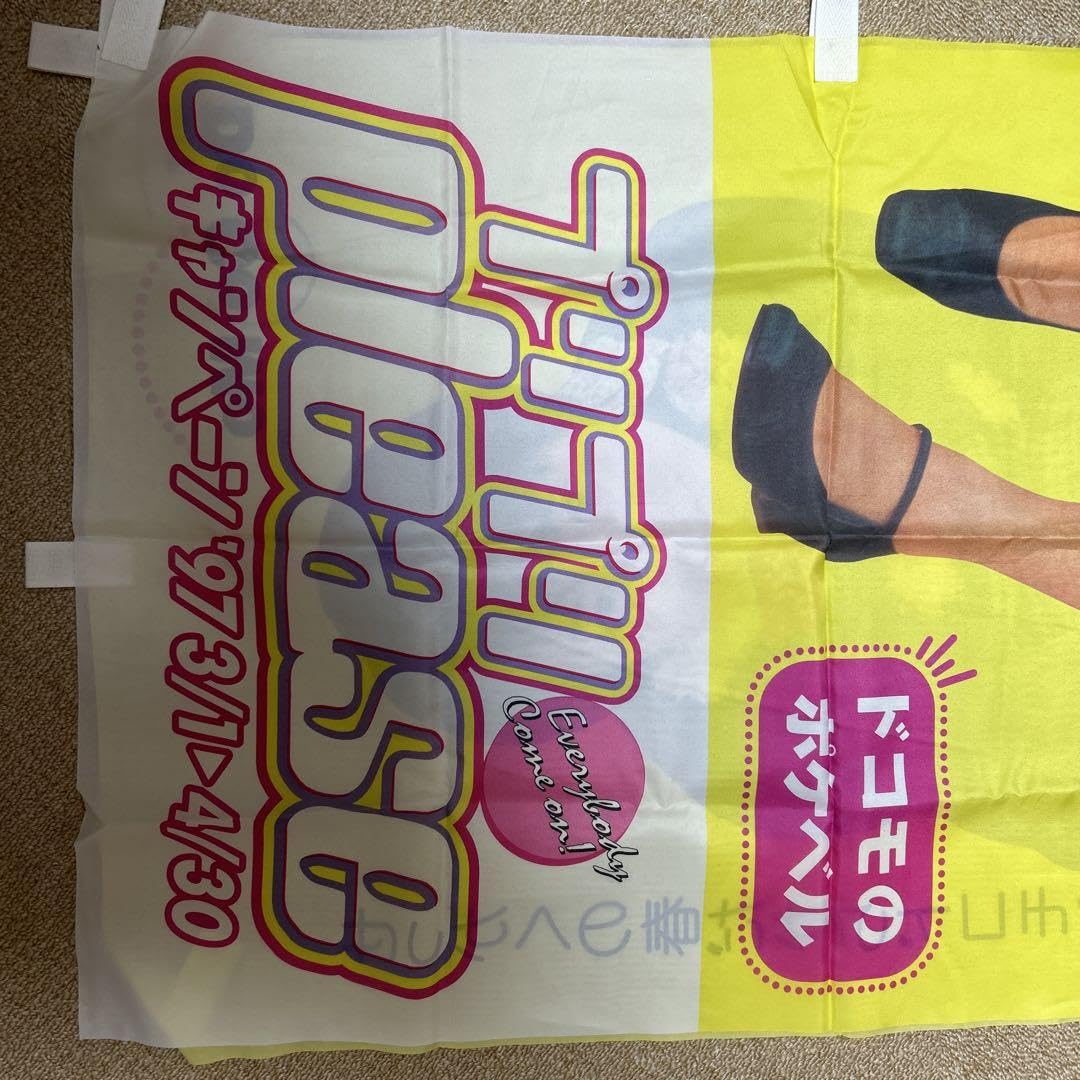 ドコモの
ポケベル
プリプリ
Everybody
Come on!
please
キャンペーン '97 3/1>4/30